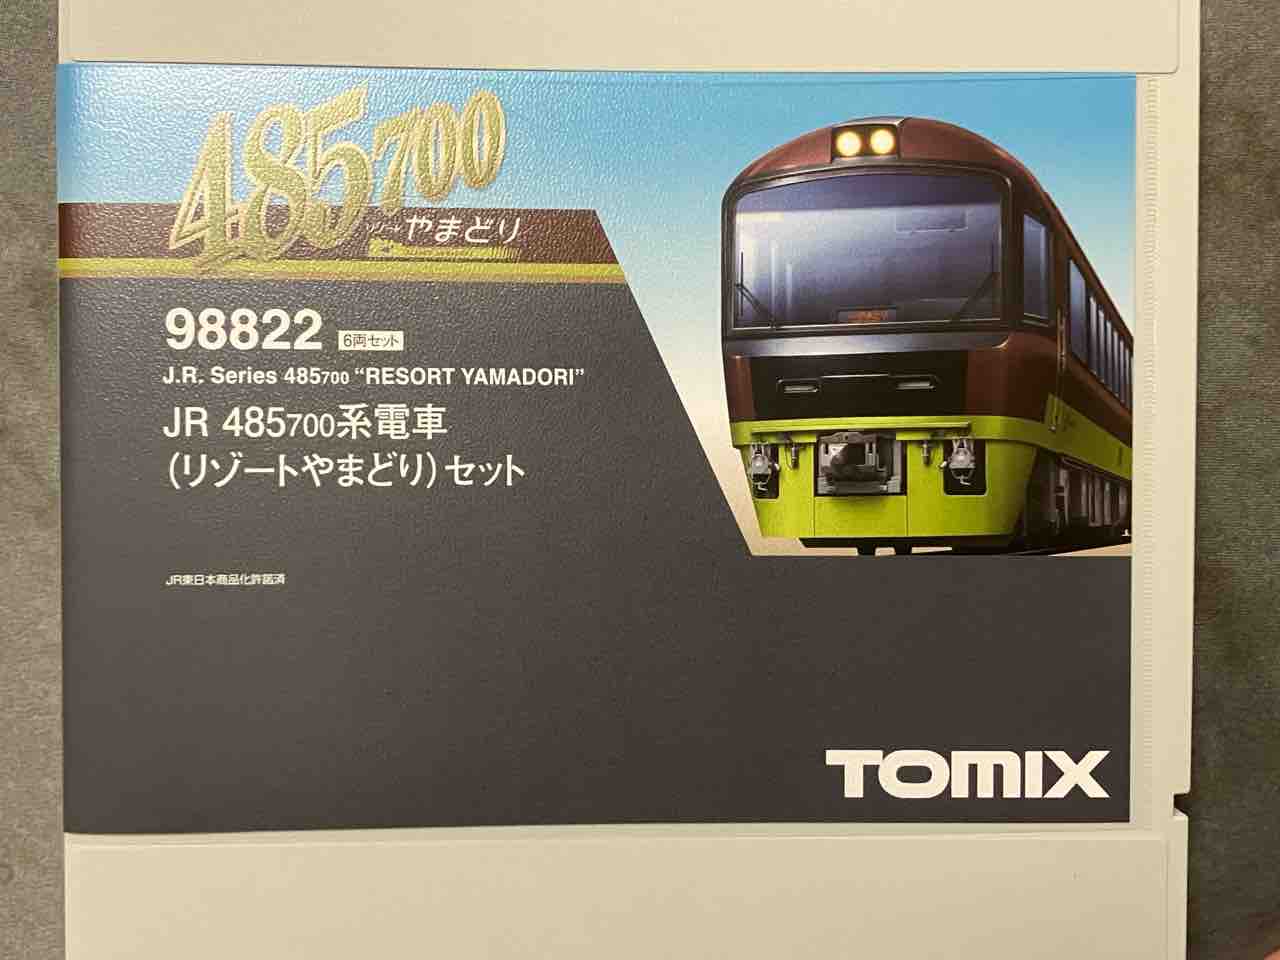 485700
リゾート やまどり
98822 6両セット
J.R. Series 485700 “RESORT YAMADORI”
JR 485700系電車
(リゾートやまどり)セット
JR東日本商品化許諾済
TOMIX